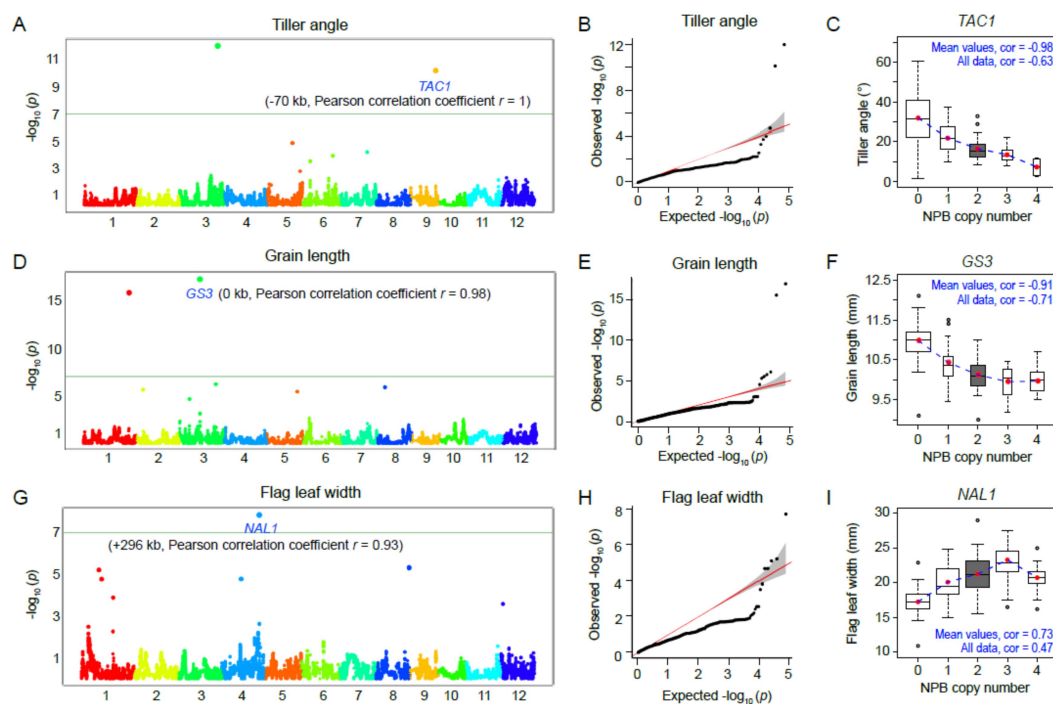 A
Tiller angle
11
9
7
5
3
1
-log10(p)
TAC1
(-70 kb, Pearson correlation coefficient r = 1)
1 2 3 4 5 6 7 8 9 10 11 12
B
Tiller angle
12
8
4
0
Observed -log10(p)
0 1 2 3 4 5
Expected -log10(p)
C
TAC1
Mean values, cor = -0.98
All data, cor = -0.63
60
40
20
0
Tiller angle (°)
0 1 2 3 4
NPB copy number
D
Grain length
15
5
1
-log10(p)
GS3 (0 kb, Pearson correlation coefficient r = 0.98)
1 2 3 4 5 6 7 8 9 10 11 12
E
Grain length
20
15
10
5
0
Observed -log10(p)
0 1 2 3 4 5
Expected -log10(p)
F
GS3
Mean values, cor = -0.91
All data, cor = -0.71
12.5
11.5
10.5
9.5
Grain length (mm)
0 1 2 3 4
NPB copy number
G
Flag leaf width
7
5
3
1
-log10(p)
NAL1
(+296 kb, Pearson correlation coefficient r = 0.93)
1 2 3 4 5 6 7 8 9 10 11 12
H
Flag leaf width
8
6
4
2
0
Observed -log10(p)
0 1 2 3 4 5
Expected -log10(p)
I
NAL1
30
25
20
15
10
Flag leaf width (mm)
Mean values, cor = 0.73
All data, cor = 0.47
0 1 2 3 4
NPB copy number